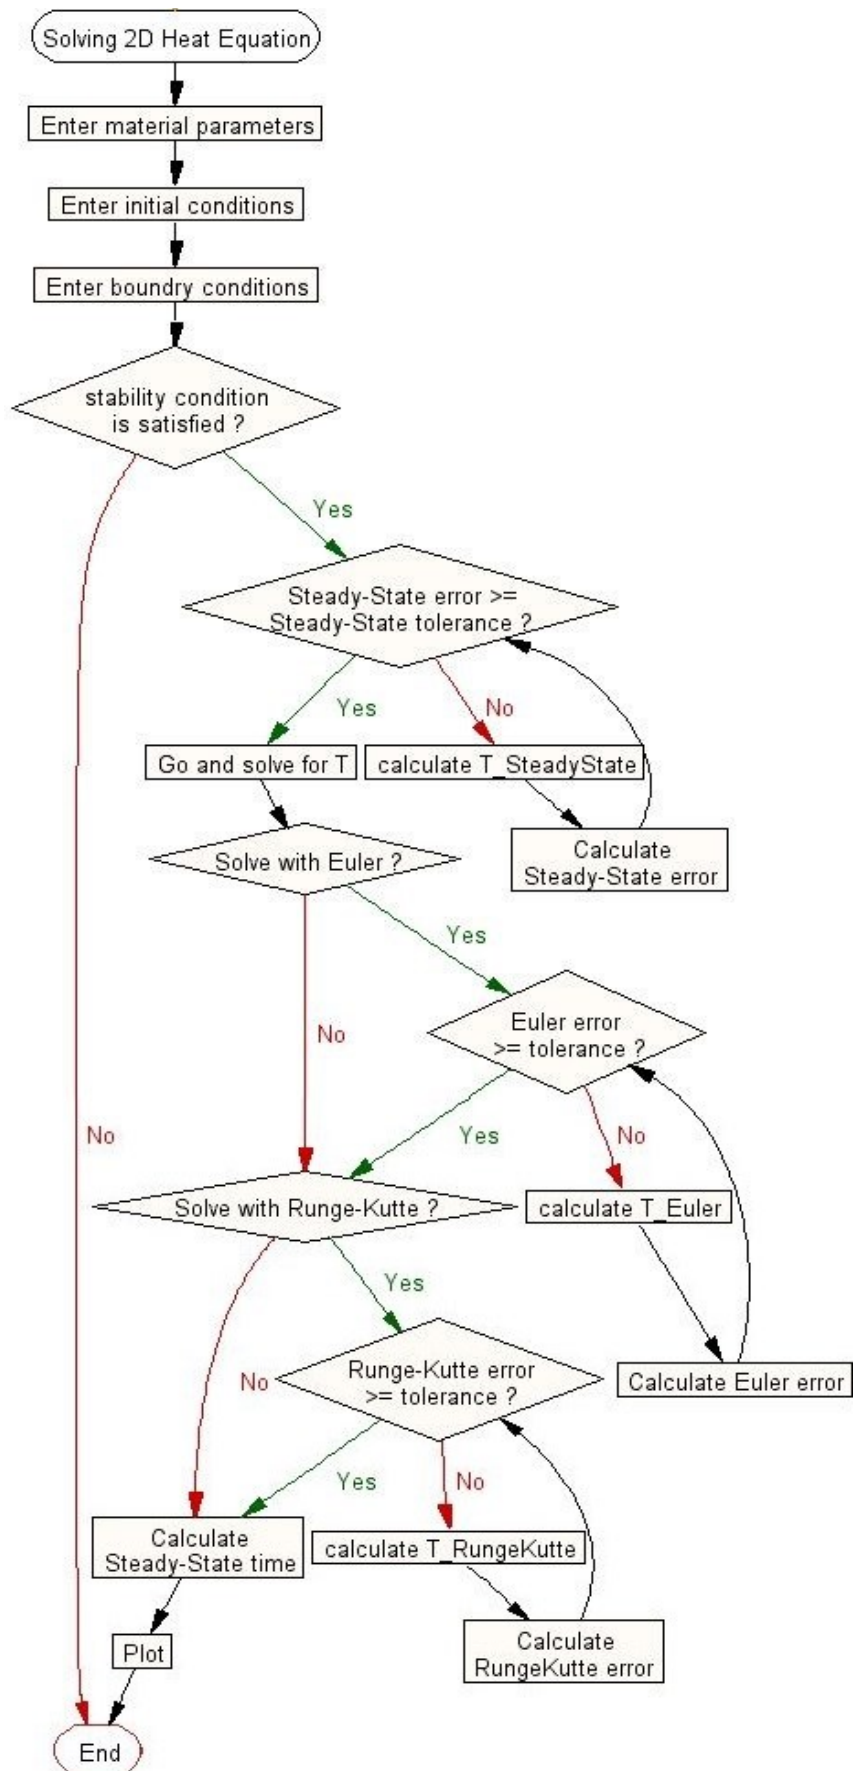 Solving 2D Heat Equation
Enter material parameters
Enter initial conditions
Enter boundry conditions
stability condition
is satisfied ?
Yes
Steady-State error >=
Steady-State tolerance ?
Yes
No
Go and solve for T
calculate T_SteadyState
Calculate
Steady-State error
Solve with Euler ?
Yes
Euler error
>= tolerance ?
No
No
Yes
No
Solve with Runge-Kutte ?
calculate T_Euler
Yes
Runge-Kutte error
>= tolerance ?
No
Calculate Euler error
Yes
No
Calculate
Steady-State time
calculate T_RungeKutte
Plot
Calculate
RungeKutte error
End